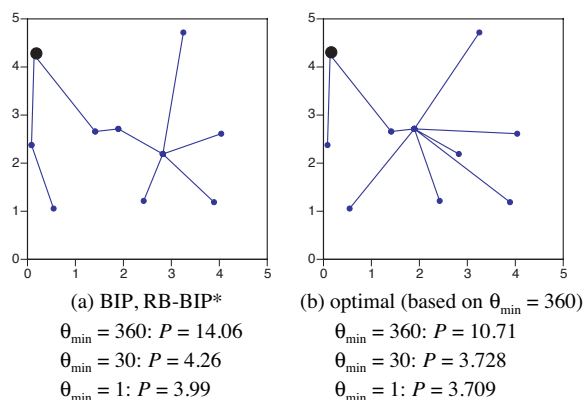 5
5
4
4
3
3
2
2
1
1
0
0
0 1 2 3 4 5
0 1 2 3 4 5
(a) BIP, RB-BIP*
(b) optimal (based on θmin = 360)
θmin = 360: P = 14.06
θmin = 360: P = 10.71
θmin = 30: P = 4.26
θmin = 30: P = 3.728
θmin = 1: P = 3.99
θmin = 1: P = 3.709